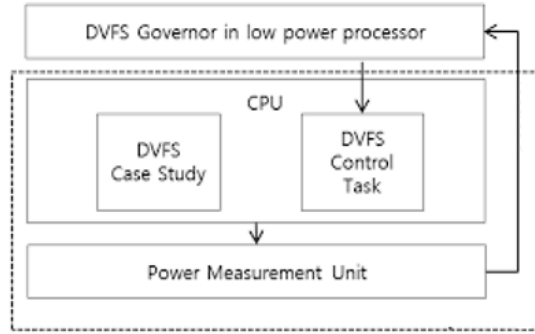 DVFS Governor in low power processor
CPU
DVFS
Case Study
DVFS
Control
Task
Power Measurement Unit